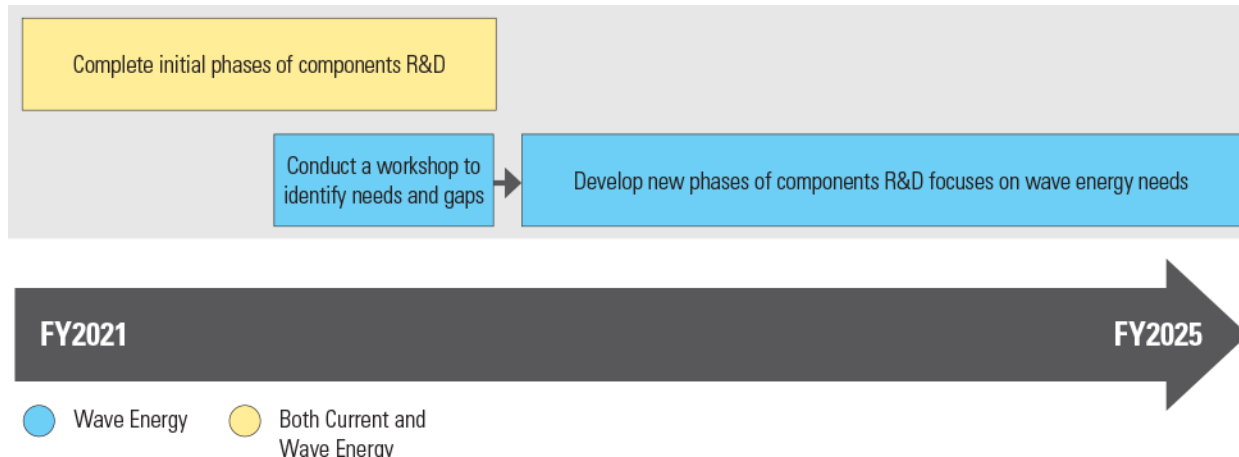 Complete initial phases of components R&D
Conduct a workshop to
identify needs and gaps
Develop new phases of components R&D focuses on wave energy needs
FY2021
FY2025
Wave Energy
Both Current and
Wave Energy